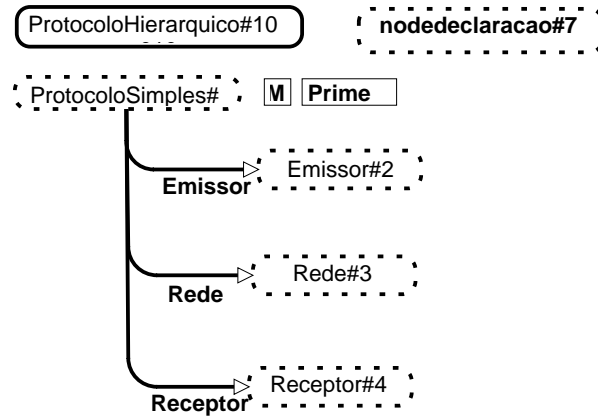 ProtocoloHierarquico#10
nodedeclaracao#7
ProtocoloSimples#
M Prime
Emissor#2
Emissor
Rede#3
Rede
Receptor#4
Receptor